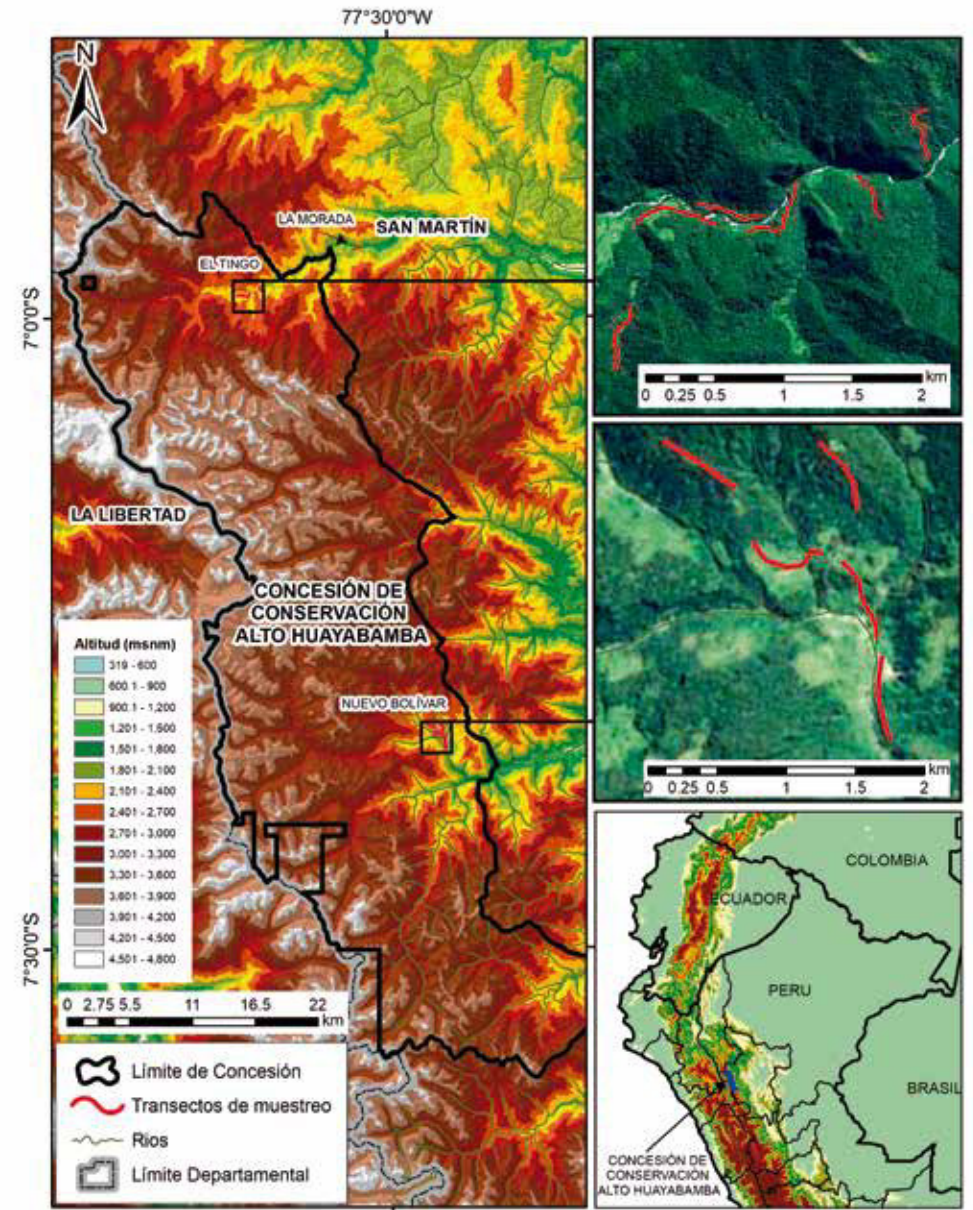 77°30'0"W
N
LA MORADA
SAN MARTÍN
EL TINGO
7°0'0"S
LA LIBERTAD
CONCESIÓN DE
CONSERVACIÓN
ALTO HUAYABAMBA
NUEVO BOLÍVAR
Altitud (msnm)
319 - 600
600.1 - 900
900.1 - 1,200
1,201 - 1,500
1,501 - 1,800
1,801 - 2,100
2,101 - 2,400
2,401 - 2,700
2,701 - 3,000
3,001 - 3,300
3,301 - 3,600
3,601 - 3,900
3,901 - 4,200
4,201 - 4,500
4,501 - 4,800
7°30'0"S
0 2.75 5.5 11 16.5 22
km
Límite de Concesión
Transectos de muestreo
Rios
Límite Departamental
km
0 0.25 0.5 1 1.5 2
km
0 0.25 0.5 1 1.5 2
COLOMBIA
ECUADOR
PERU
BRASIL
CONCESIÓN DE
CONSERVACIÓN
ALTO HUAYABAMBA